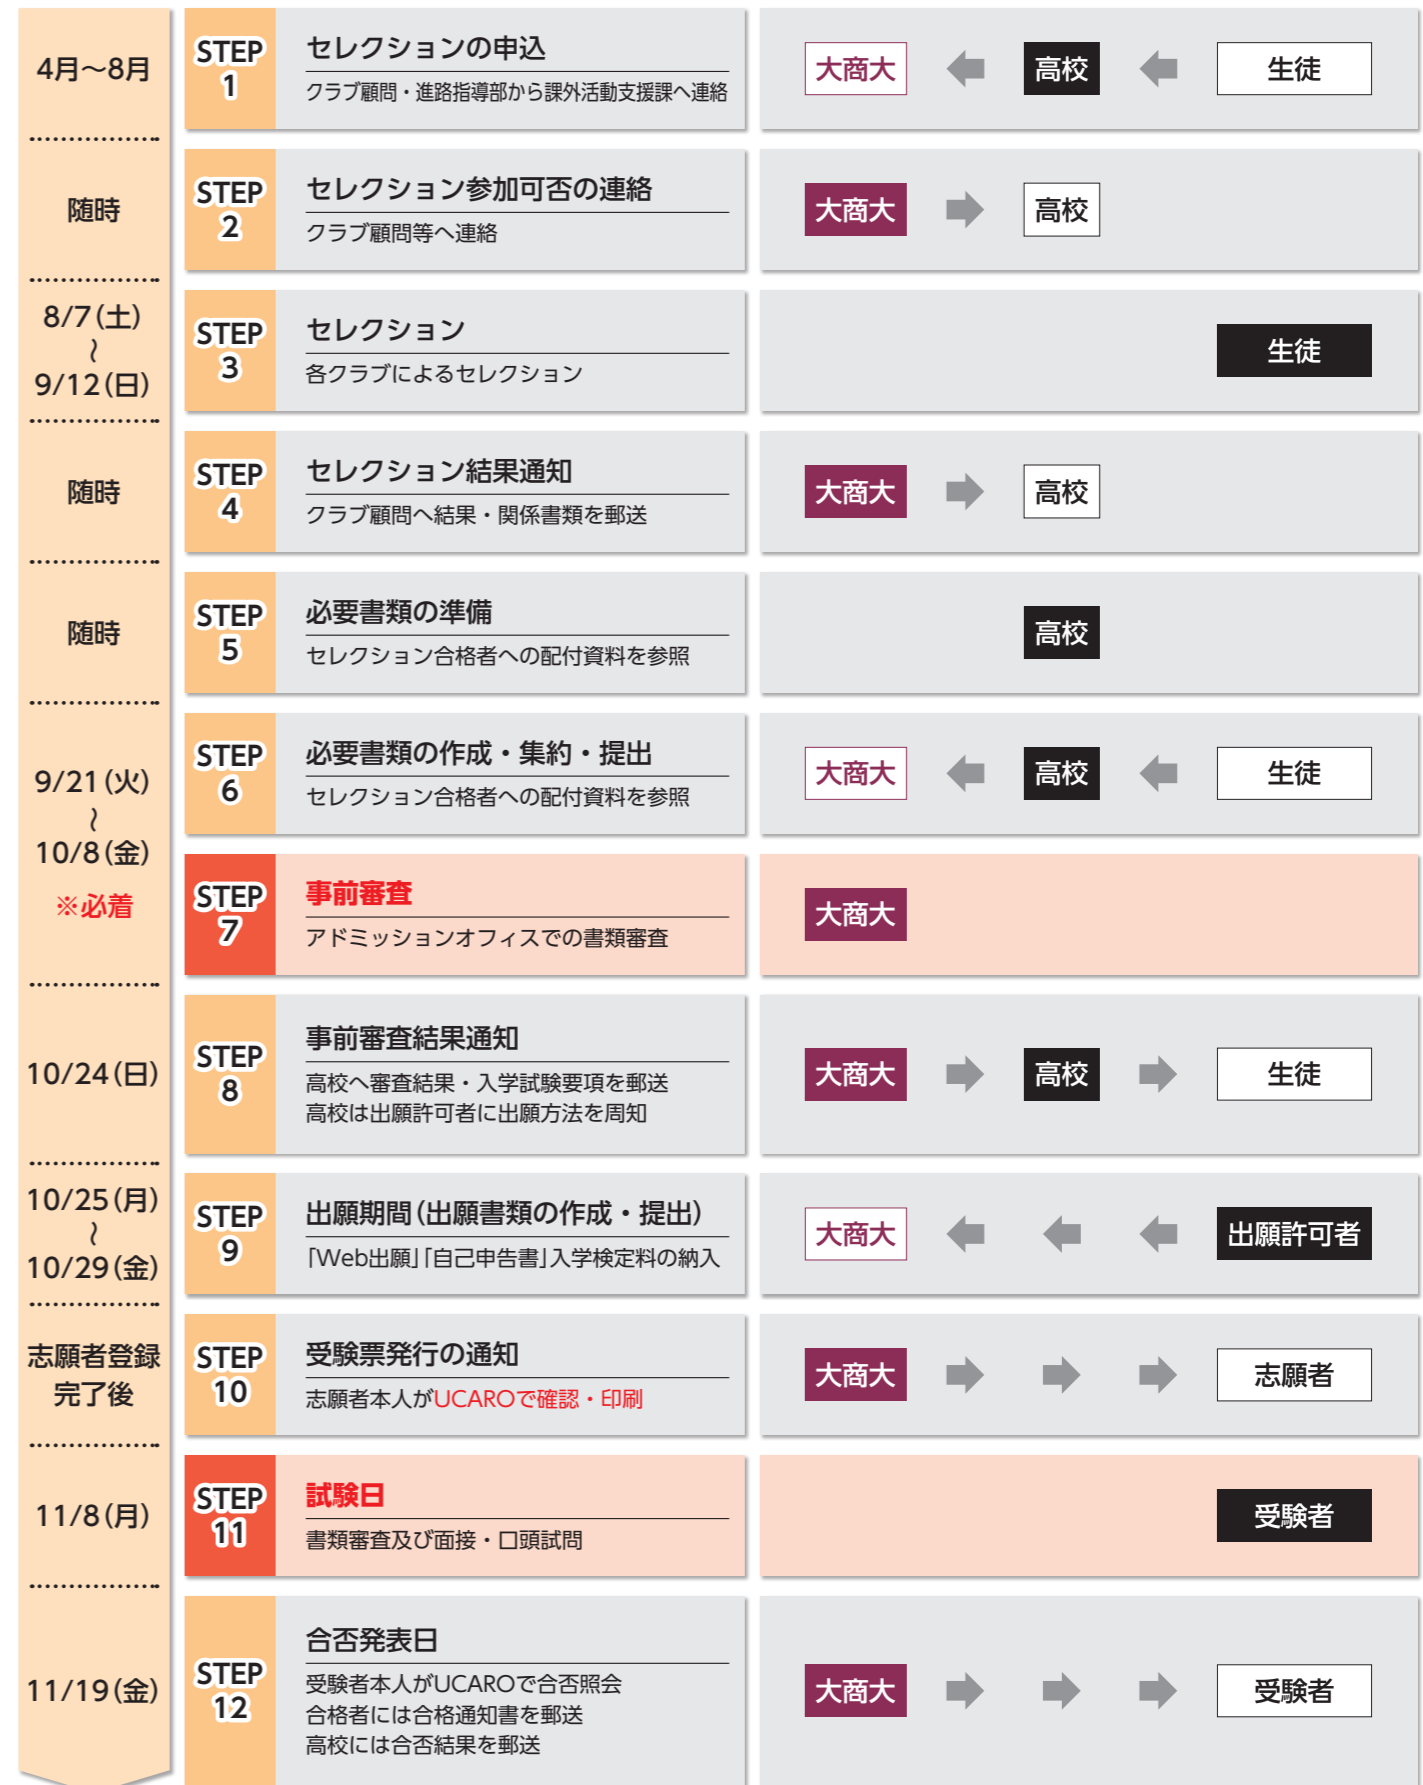 4月〜8月
STEP
1
セレクションの申込
クラブ顧問・進路指導部から課外活動支援課へ連絡
大商大
高校
生徒
随時
STEP
2
セレクション参加可否の連絡
クラブ顧問等へ連絡
大商大
高校
8/7(土)
〜
9/12(日)
STEP
3
セレクション
各クラブによるセレクション
生徒
随時
STEP
4
セレクション結果通知
クラブ顧問へ結果・関係書類を郵送
大商大
高校
随時
STEP
5
必要書類の準備
セレクション合格者への配付資料を参照
高校
9/21(火)
〜
10/8(金)
※必着
STEP
6
必要書類の作成・集約・提出
セレクション合格者への配付資料を参照
大商大
高校
生徒
STEP
7
事前審査
アドミッションオフィスでの書類審査
大商大
10/24(日)
STEP
8
事前審査結果通知
高校へ審査結果・入学試験要項を郵送
高校は出願許可者に出願方法を周知
大商大
高校
生徒
10/25(月)
〜
10/29(金)
STEP
9
出願期間(出願書類の作成・提出)
「Web出願」「自己申告書」入学検定料の納入
大商大
出願許可者
志願者登録
完了後
STEP
10
受験票発行の通知
志願者本人がUCAROで確認・印刷
大商大
志願者
11/8(月)
STEP
11
試験日
書類審査及び面接・口頭試問
受験者
11/19(金)
STEP
12
合否発表日
受験者本人がUCAROで合否照会
合格者には合格通知書を郵送
高校には合否結果を郵送
大商大
受験者